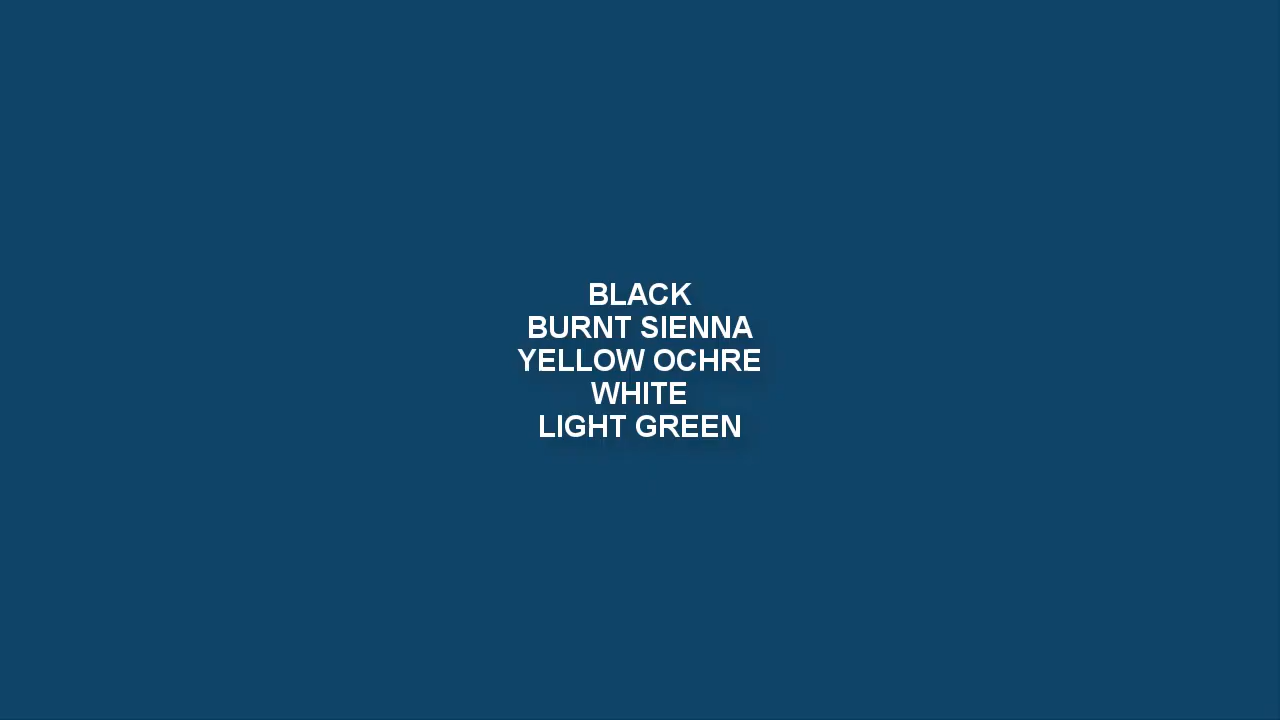 BLACK
BURNT SIENNA
YELLOW OCHRE
WHITE
LIGHT GREEN